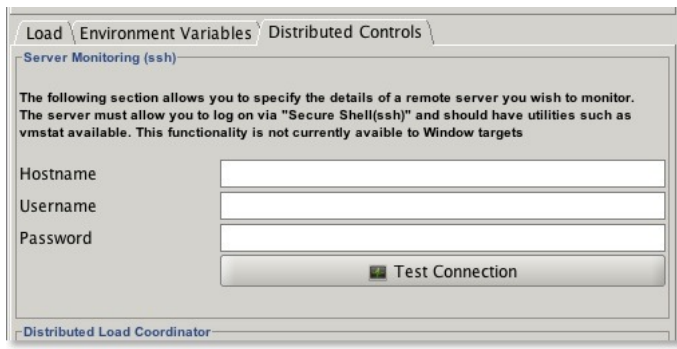 Load Environment Variables Distributed Controls
Server Monitoring (ssh)
The following section allows you to specify the details of a remote server you wish to monitor.
The server must allow you to log on via "Secure Shell(ssh)" and should have utilities such as
vmstat available. This functionality is not currently avaible to Window targets
Hostname
Username
Password
Test Connection
Distributed Load Coordinator